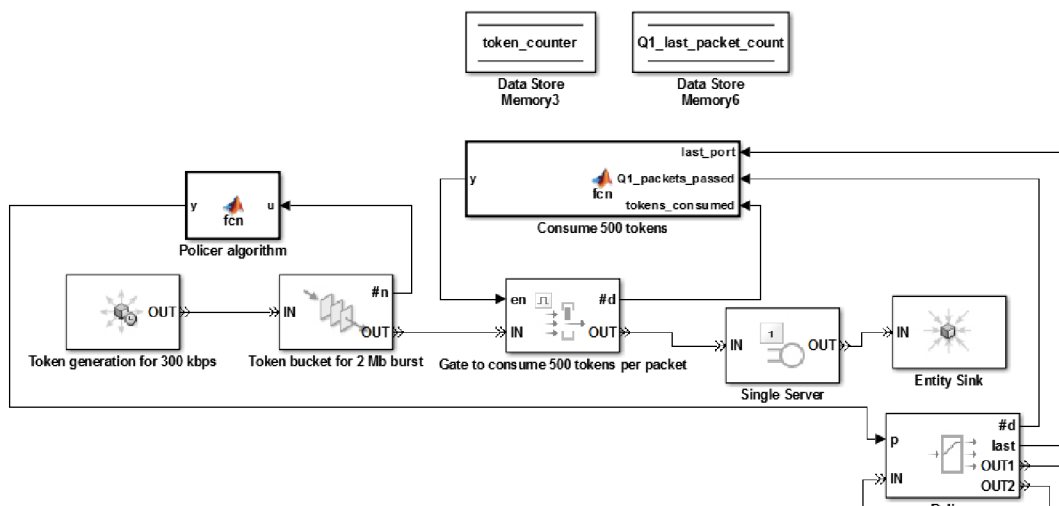 token_counter
Q1_last_packet_count
Data Store
Memory3
Data Store
Memory6
last_port
y
Q1_packets_passed
fcn
tokens_consumed
Consume 500 tokens
y
u
fcn
Policer algorithm
#n
OUT
IN
OUT
Token generation for 300 kbps
Token bucket for 2 Mb burst
en
#d
IN
OUT
Gate to consume 500 tokens per packet
1
IN
OUT
Single Server
IN
Entity Sink
#d
p
last
OUT1
IN
OUT2